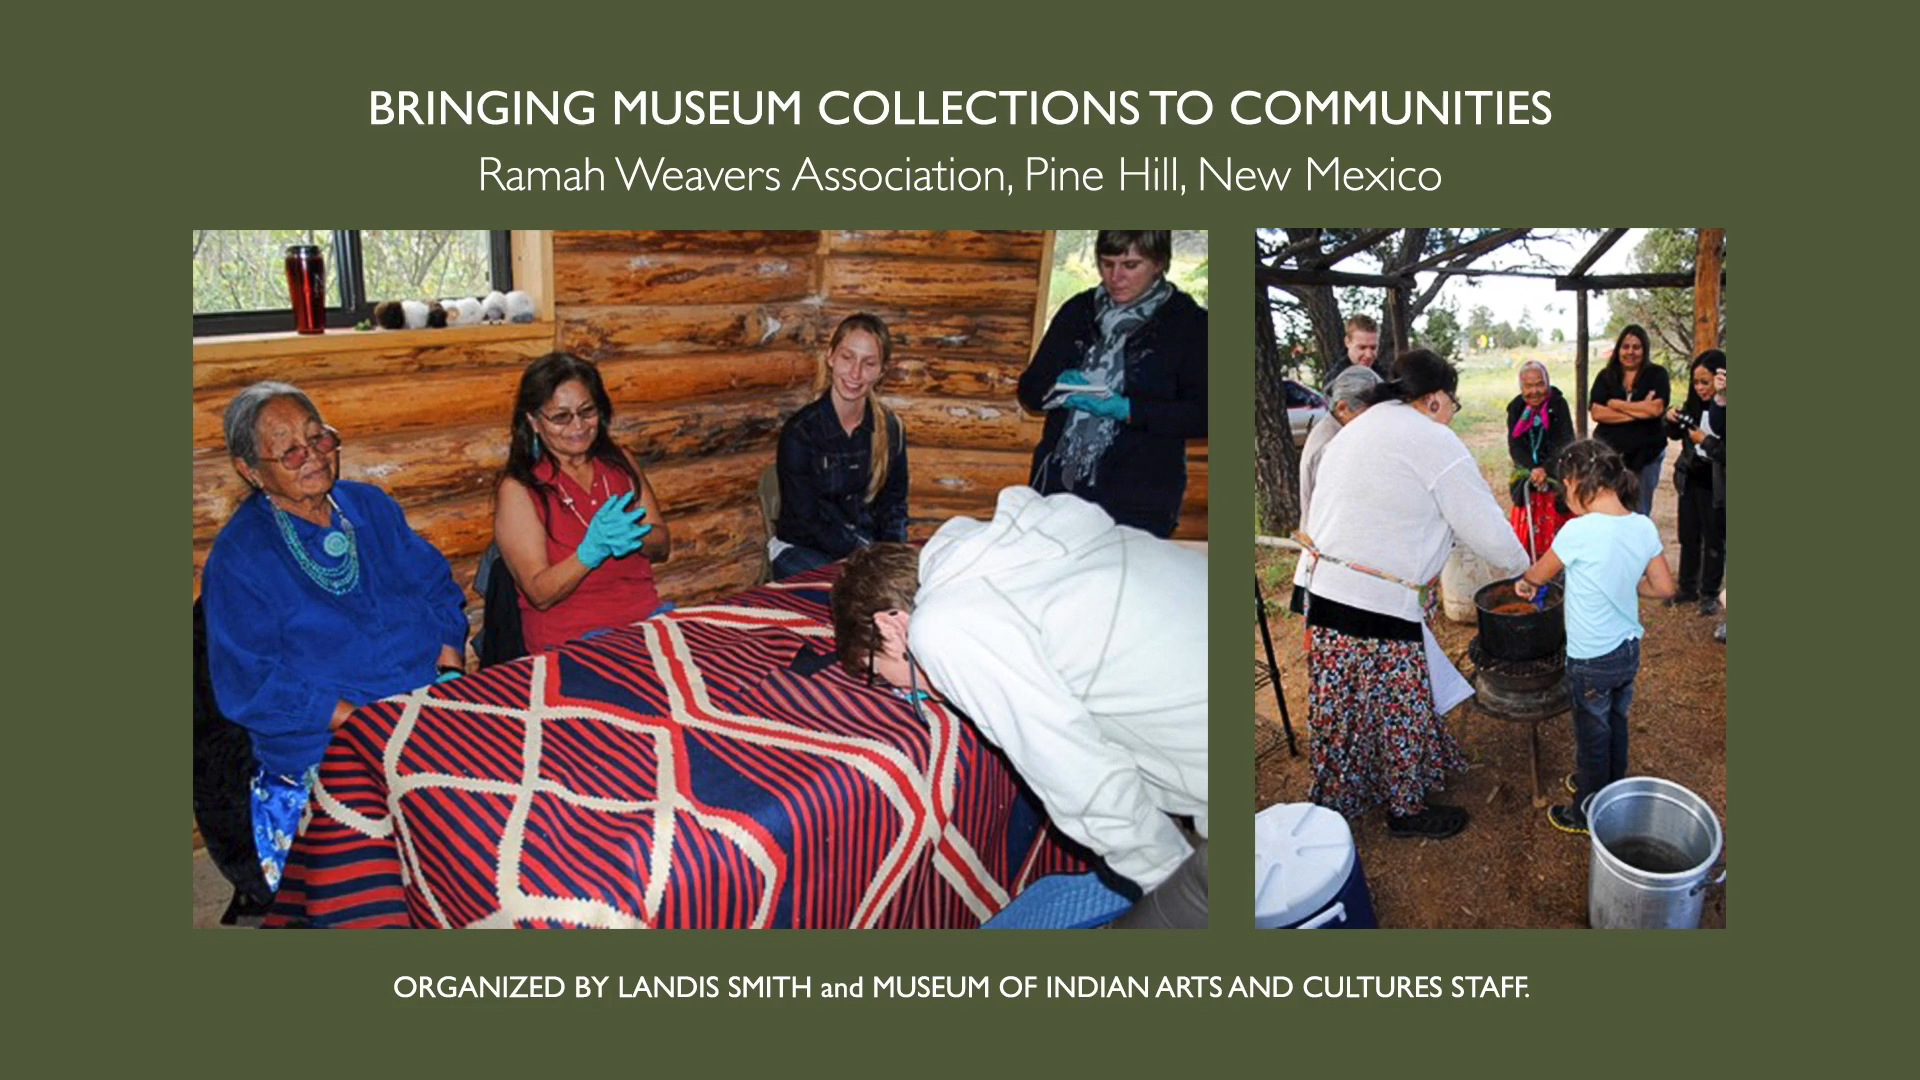 BRINGING MUSEUM COLLECTIONS TO COMMUNITIES
Ramah Weavers Association, Pine Hill, New Mexico
ORGANIZED BY LANDIS SMITH and MUSEUM OF INDIAN ARTS AND CULTURES STAFF.